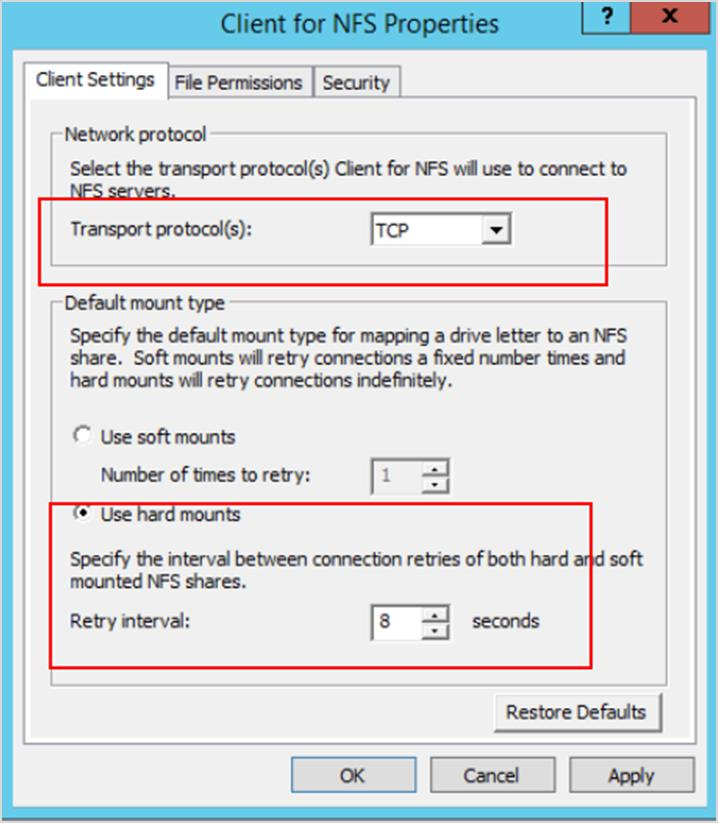 Client for NFS Properties
? x
Client Settings File Permissions Security
Network protocol
Select the transport protocol(s) Client for NFS will use to connect to
NFS servers.
Transport protocol(s): TCP
Default mount type
Specify the default mount type for mapping a drive letter to an NFS
share. Soft mounts will retry connections a fixed number times and
hard mounts will retry connections indefinitely.
Use soft mounts
Number of times to retry: 1
Use hard mounts
Specify the interval between connection retries of both hard and soft
mounted NFS shares.
Retry interval: 8 seconds
Restore Defaults
OK Cancel Apply